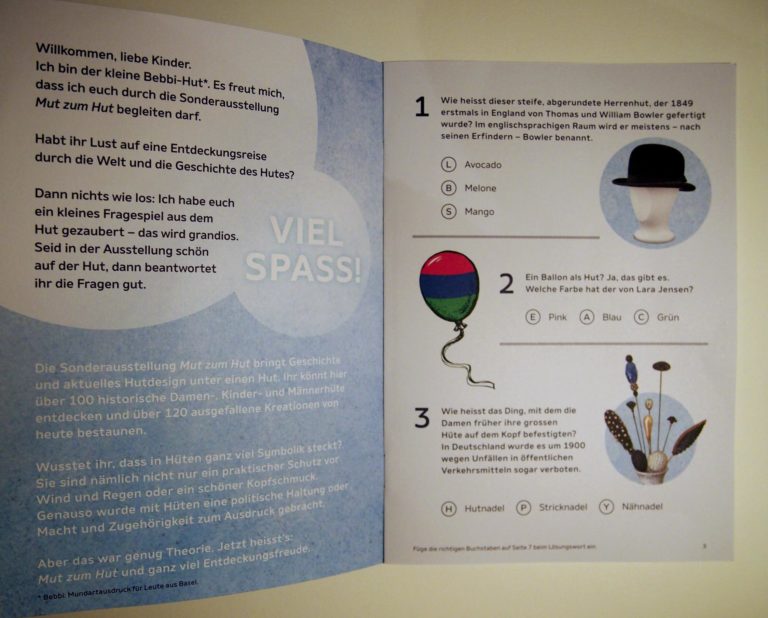 Willkommen, liebe Kinder.
Ich bin der kleine Bebbi-Hut*. Es freut mich,
dass ich euch durch die Sonderausstellung
Mut zum Hut begleiten darf.
Habt ihr Lust auf eine Entdeckungsreise
durch die Welt und die Geschichte des Hutes?
Dann nichts wie los: Ich habe euch
ein kleines Fragespiel aus dem
Hut gezaubert – das wird grandios.
Seid in der Ausstellung schön
auf der Hut, dann beantwortet
ihr die Fragen gut.
VIEL
SPASS!
Die Sonderausstellung Mut zum Hut bringt Geschichte
und aktuelles Hutdesign unter einen Hut. Ihr könnt hier
über 100 historische Damen-, Kinder- und Männerhüte
entdecken und über 120 ausgefallene Kreationen von
heute bestaunen.
Wusstet ihr, dass in Hüten ganz viel Symbolik steckt?
Sie sind nämlich nicht nur ein praktischer Schutz vor
Wind und Regen oder ein schöner Kopfschmuck.
Genauso wurde mit Hüten eine politische Haltung oder
Macht und Zugehörigkeit zum Ausdruck gebracht.
Aber das war genug Theorie. Jetzt heisst's:
Mut zum Hut und ganz viel Entdeckungsfreude.
* Bebbi: Mundartausdruck für Leute aus Basel.
1 Wie heisst dieser steife, abgerundete Herrenhut, der 1849
erstmals in England von Thomas und William Bowler gefertigt
wurde? Im englischsprachigen Raum wird er meistens – nach
seinen Erfindern – Bowler benannt.
L Avocado
B Melone
S Mango
2 Ein Ballon als Hut? Ja, das gibt es.
Welche Farbe hat der von Lara Jensen?
E Pink A Blau C Grün
3 Wie heisst das Ding, mit dem die
Damen früher ihre grossen
Hüte auf dem Kopf befestigten?
In Deutschland wurde es um 1900
wegen Unfällen in öffentlichen
Verkehrsmitteln sogar verboten.
H Hutnadel P Stricknadel Y Nähnadel
Füge die richtigen Buchstaben auf Seite 7 beim Lösungswort ein.
3